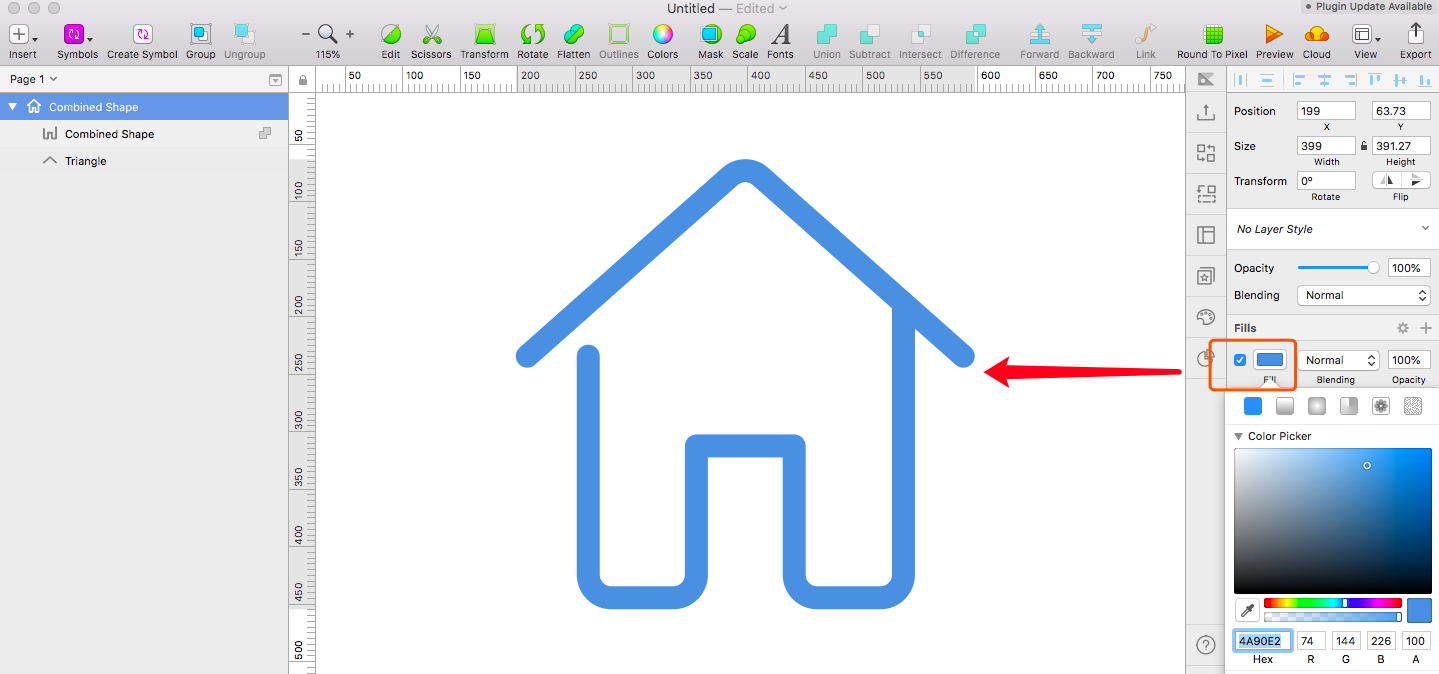 Untitled — Edited
Plugin Update Available
Insert Symbols Create Symbol Group Ungroup 115% Edit Scissors Transform Rotate Flatten Outlines Colors Mask Scale Fonts Union Subtract Intersect Difference Forward Backward Link Round To Pixel Preview Cloud View Export
Page 1
50 100 150 200 250 300 350 400 450 500 550 600 650 700 750
Combined Shape
Combined Shape
Triangle
50
100
150
200
250
300
350
400
450
500
Position 199 63.73
X Y
Size 399 391.27
Width Height
Transform 0º
Rotate Flip
No Layer Style
Opacity 100%
Blending Normal
Fills
Normal 100%
Fill Blending Opacity
Color Picker
4A90E2 74 144 226 100
Hex R G B A